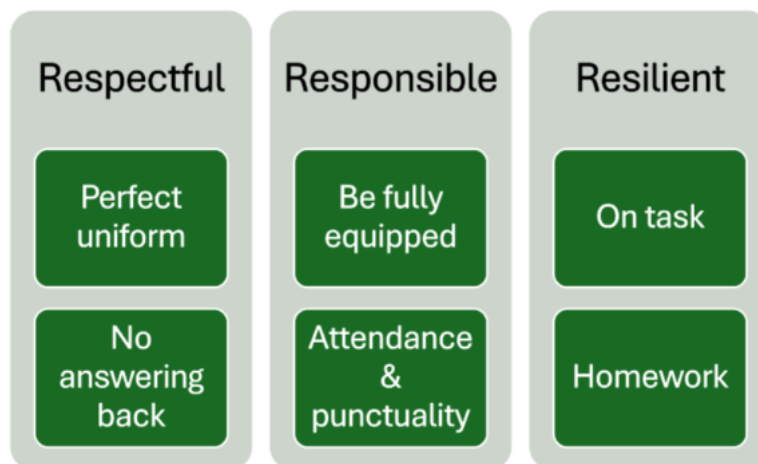 Respectful
Perfect
uniform
No
answering
back
Responsible
Be fully
equipped
Attendance
&
punctuality
Resilient
On task
Homework